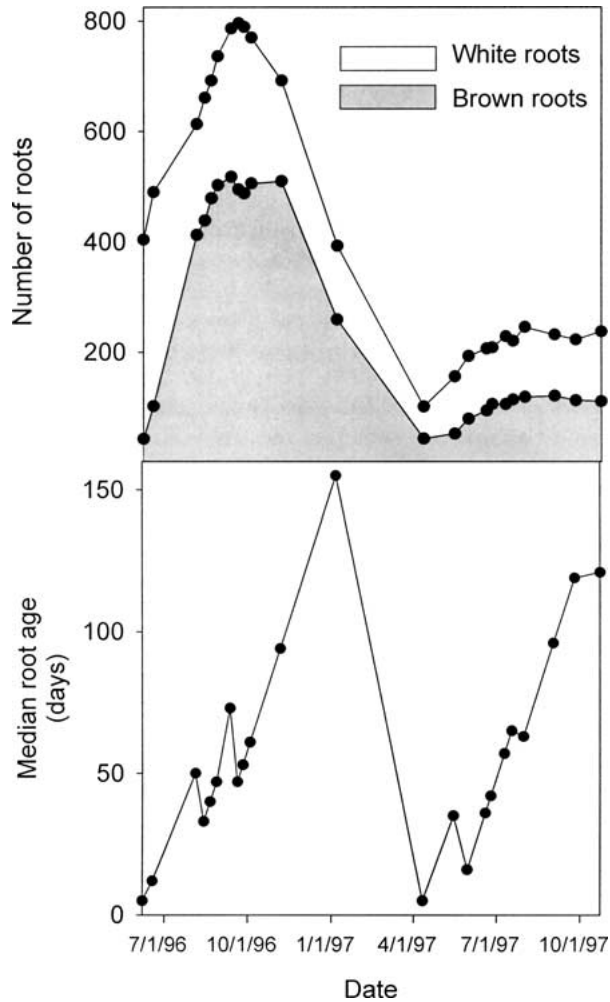 800
600
400
200
Number of roots
White roots
Brown roots
150
100
50
0
Median root age
(days)
7/1/96 10/1/96 1/1/97 4/1/97 7/1/97 10/1/97
Date